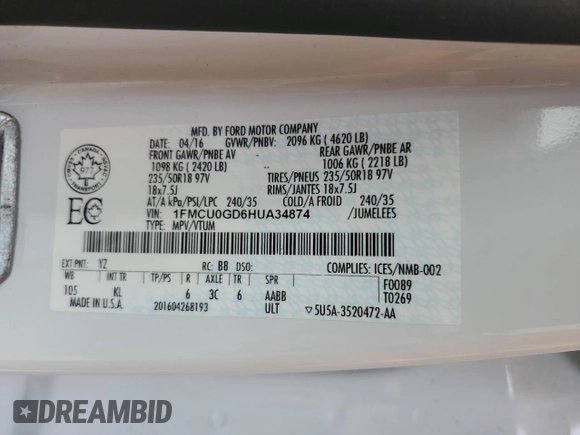 MFD. BY FORD MOTOR COMPANY
DATE: 04/16 GVWR/PNBV: 2096 KG ( 4620 LB)
FRONT GAWR/PNBE AV REAR GAWR/PNBE AR
1098 KG ( 2420 LB) 1006 KG ( 2218 LB)
235/50R18 97V TIRES/PNEUS 235/50R18 97V
18x7.5J RIMS/JANTES 18x7.5J
AT/A kPa/PSI/LPC 240/35 COLD/A FROID 240/35
VIN: 1FMCU0GD6HUA34874 /JUMELEES
TYPE: MPV/VTUM
CANADA
977
TRANSPORT
EC
EXT PNT: YZ RC: B8 DSO: COMPLIES: ICES/NMB-002
WB INT TR TP/PS R AXLE TR SPR F0089
105 KL 6 3C 6 AABB T0269
MADE IN U.S.A. 201604268193 ULT 5U5A-3520472-AA
DREAMBID